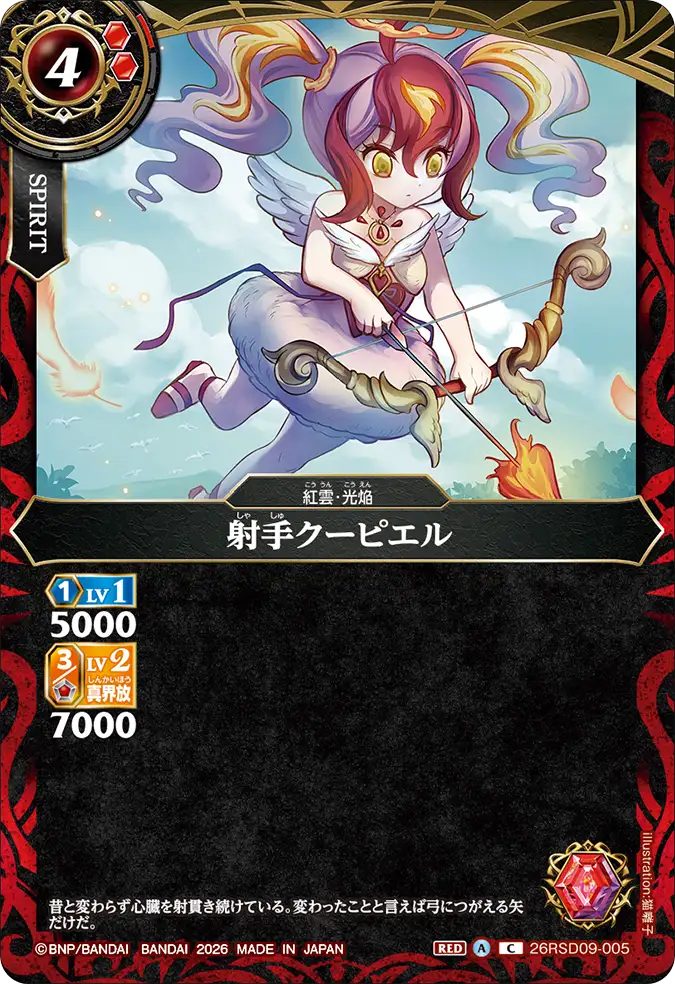 4
SPIRIT
こううん こうえん
紅雲・光焔
しゃ しゅ
射手クーピエル
1 LV1
5000
3 LV2
しんかいほう
真界放
7000
昔と変わらず心臓を射貫き続けている。変わったことと言えば弓につがえる矢
だけだ。
illustration:猫離子
©BNP/BANDAI BANDAI 2026 MADE IN JAPAN RED A C 26RSD09-005